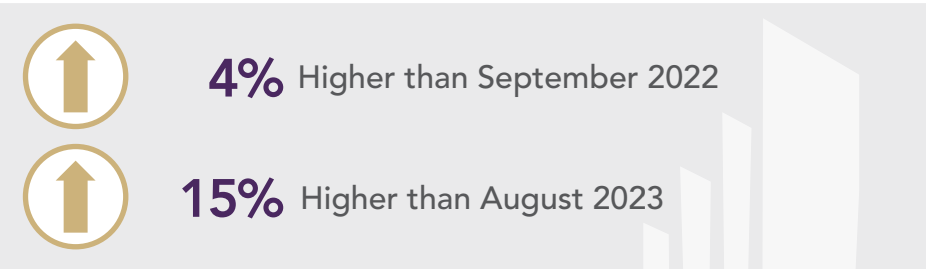 4% Higher than September 2022
15% Higher than August 2023